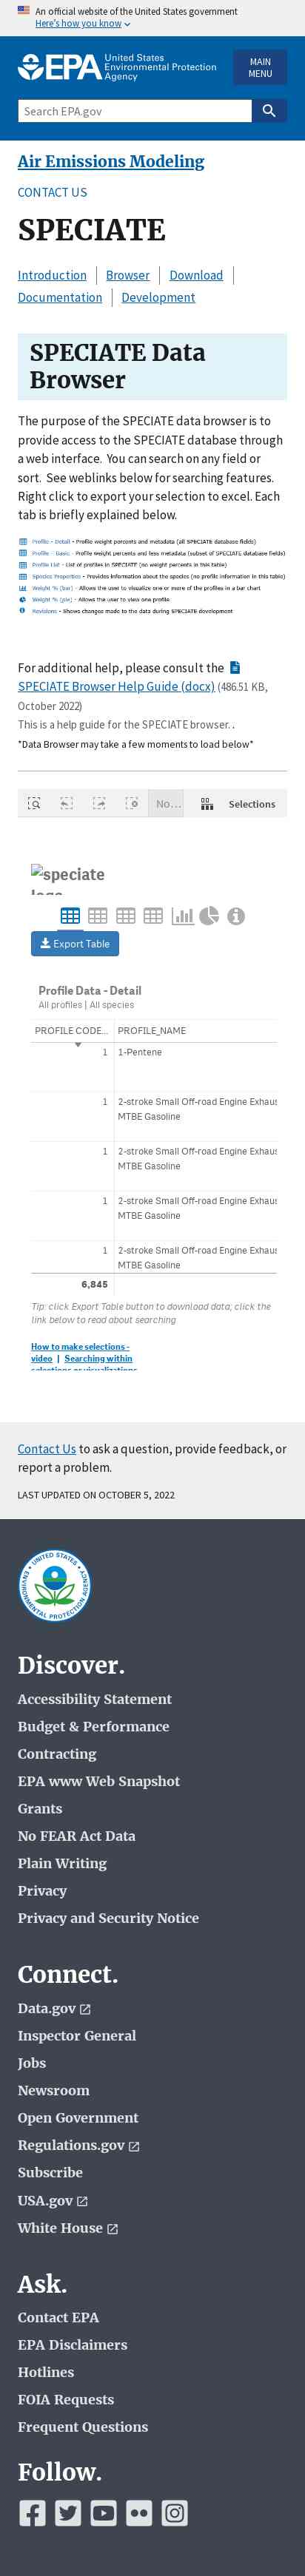 An official website of the United States government
Here’s how you know
EPA United States
Environmental Protection
Agency
MAIN
MENU
Search EPA.gov
Air Emissions Modeling
CONTACT US
SPECIATE
Introduction
Browser
Download
Documentation
Development
SPECIATE Data
Browser
The purpose of the SPECIATE data browser is to
provide access to the SPECIATE database through
a web interface.  You can search on any field or
sort.  See weblinks below for searching features.
Right click to export your selection to excel. Each
tab is briefly explained below.
Profile - Detail - Profile weight percents and metadata (all SPECIATE database fields)
Profile - Basic - Profile weight percents and less metadata (subset of SPECIATE database fields)
Profile List - List of profiles in SPECIATE (no weight percents in this table)
Species Properties - Provides information about the species (no profile information in this table)
Weight % (bar) - Allows the user to visualize one or more of the profiles in a bar chart
Weight % (pie) - Allows the user to view one profile
Revisions - Shows changes made to the data during SPECIATE development
For additional help, please consult the
SPECIATE Browser Help Guide (docx) (486.51 KB,
October 2022)
This is a help guide for the SPECIATE browser. .
*Data Browser may take a few moments to load below*
No…
Selections
speciate
Export Table
Profile Data - Detail
All profiles | All species
PROFILE CODE... PROFILE_NAME
1 1-Pentene
1 2-stroke Small Off-road Engine Exhaus
MTBE Gasoline
1 2-stroke Small Off-road Engine Exhaus
MTBE Gasoline
1 2-stroke Small Off-road Engine Exhaus
MTBE Gasoline
1 2-stroke Small Off-road Engine Exhaus
MTBE Gasoline
6,845
Tip: click Export Table button to download data; click the
link below to read about searching
How to make selections -
video | Searching within
selections or visualizations
Contact Us to ask a question, provide feedback, or
report a problem.
LAST UPDATED ON OCTOBER 5, 2022
UNITED STATES
ENVIRONMENTAL PROTECTION AGENCY
Discover.
Accessibility Statement
Budget & Performance
Contracting
EPA www Web Snapshot
Grants
No FEAR Act Data
Plain Writing
Privacy
Privacy and Security Notice
Connect.
Data.gov
Inspector General
Jobs
Newsroom
Open Government
Regulations.gov
Subscribe
USA.gov
White House
Ask.
Contact EPA
EPA Disclaimers
Hotlines
FOIA Requests
Frequent Questions
Follow.